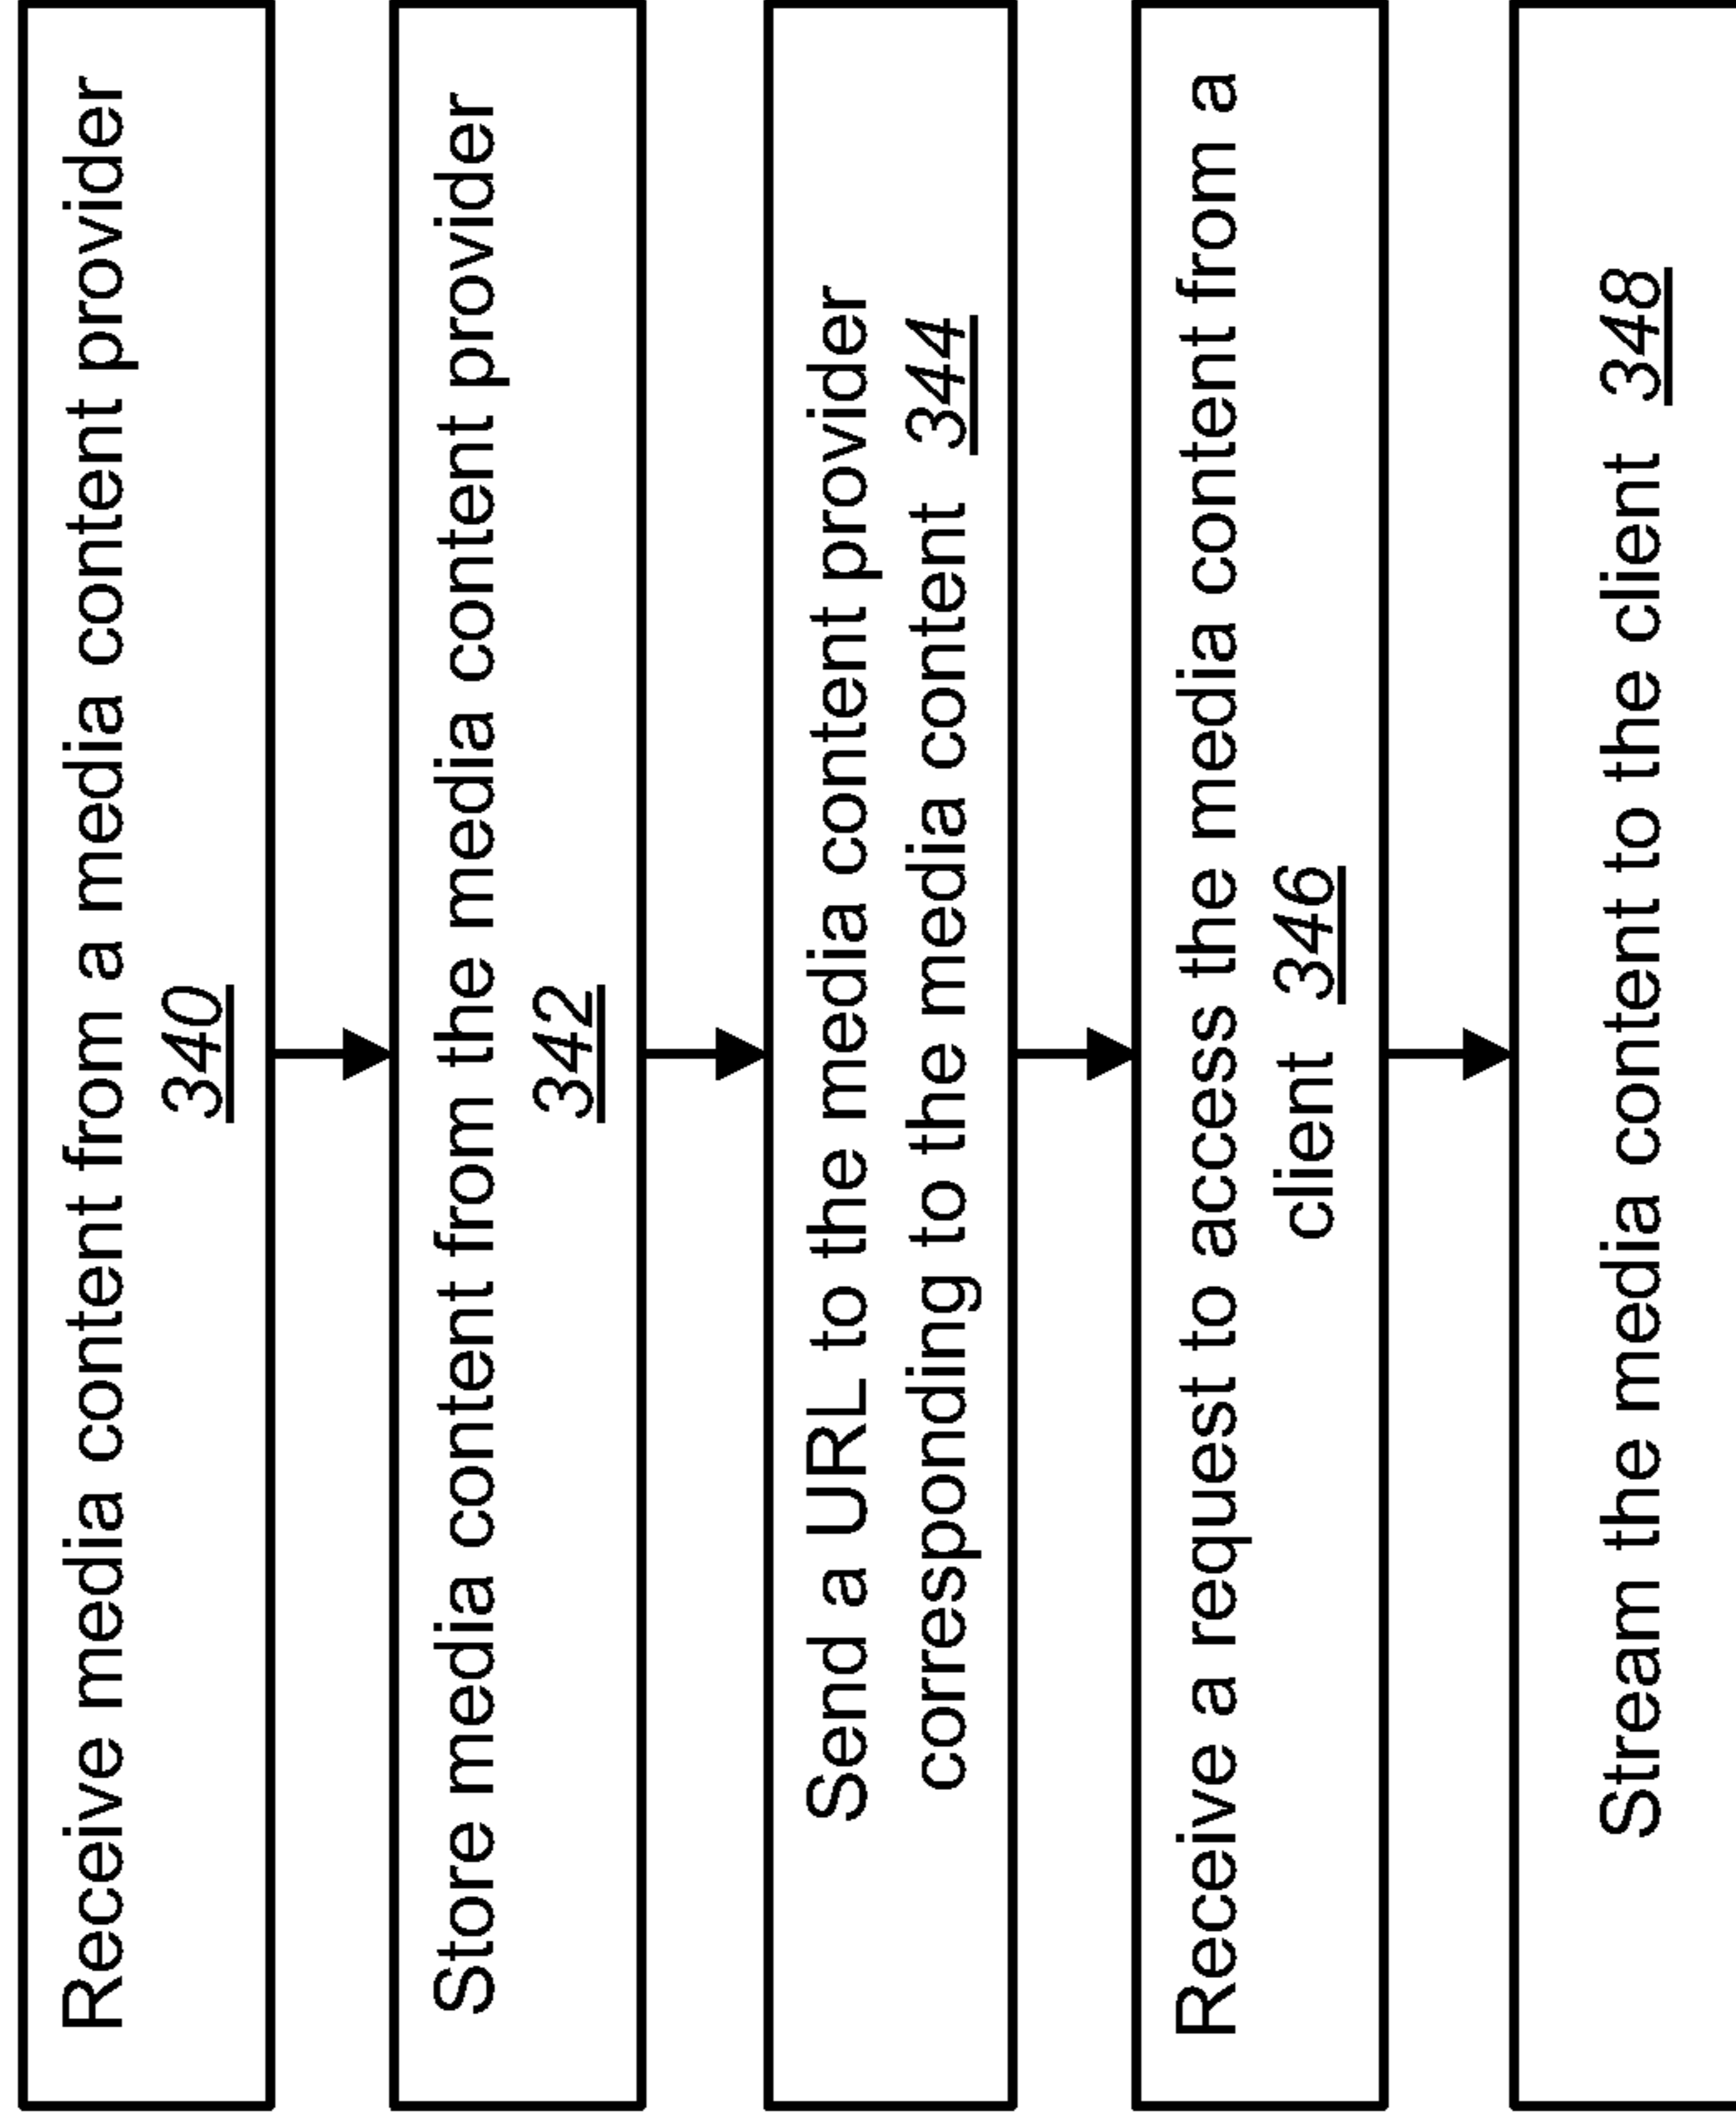 Receive media content from a media content provider
340
Store media content from the media content provider
342
Send a URL to the media content provider
corresponding to the media content 344
Receive a request to access the media content from a
client 346
Stream the media content to the client 348